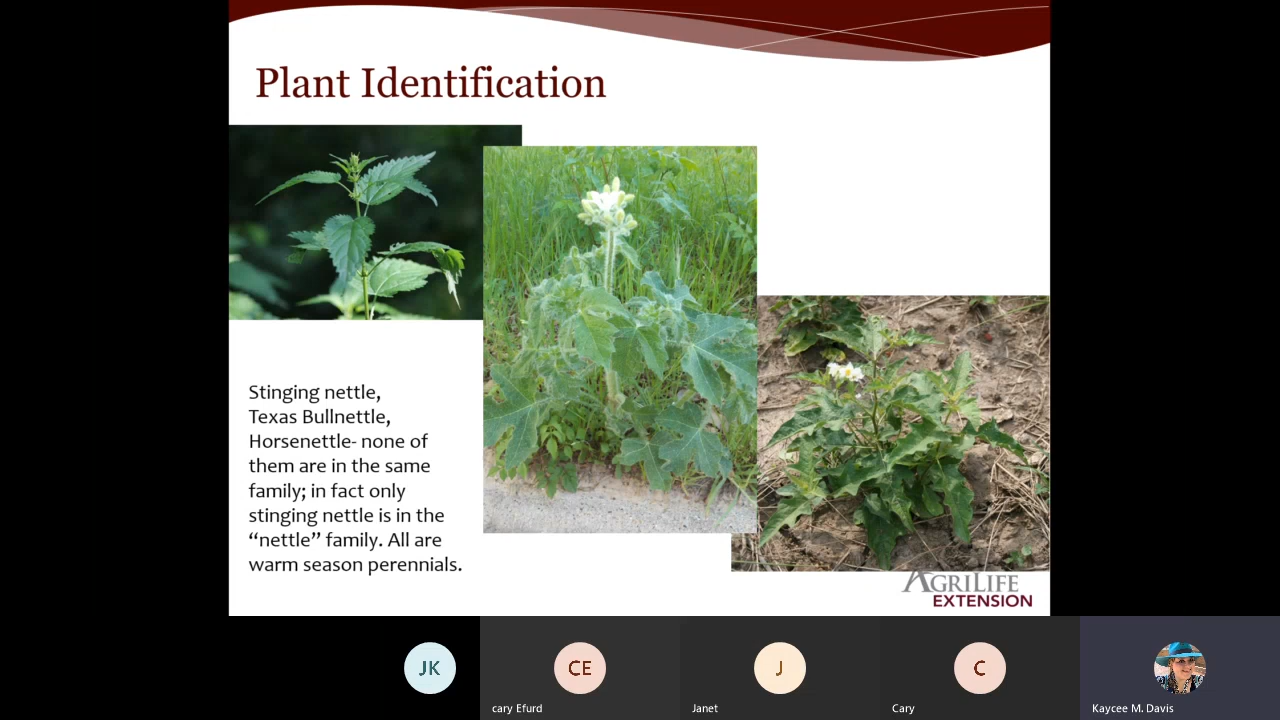 Plant Identification
Stinging nettle,
Texas Bullnettle,
Horsenettle- none of
them are in the same
family; in fact only
stinging nettle is in the
“nettle” family. All are
warm season perennials.
AGRILIFE
EXTENSION
JK
CE
J
C
cary Efurd
Janet
Cary
Kaycee M. Davis